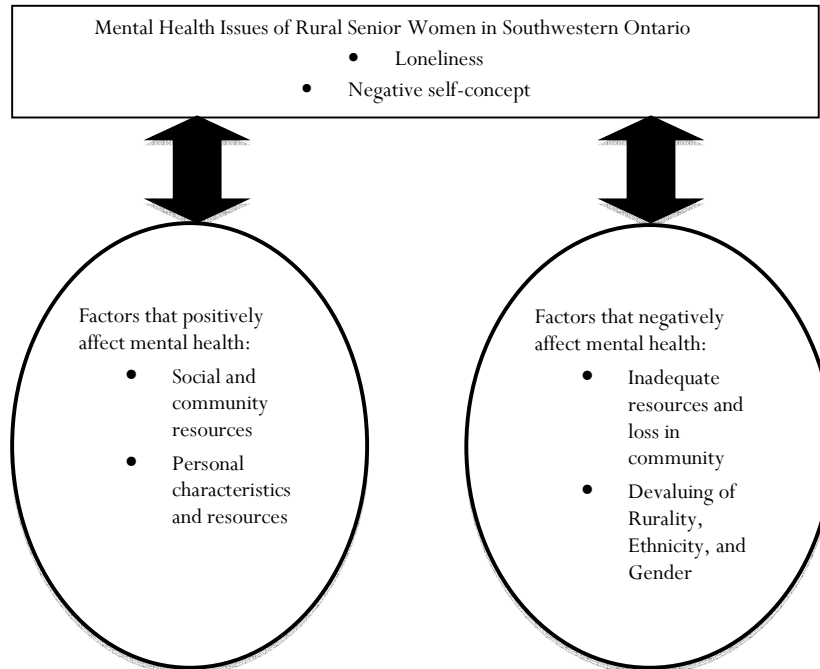 Mental Health Issues of Rural Senior Women in Southwestern Ontario
• Loneliness
• Negative self-concept
Factors that positively
affect mental health:
• Social and
community
resources
• Personal
characteristics
and resources
Factors that negatively
affect mental health:
• Inadequate
resources and
loss in
community
• Devaluing of
Rurality,
Ethnicity, and
Gender